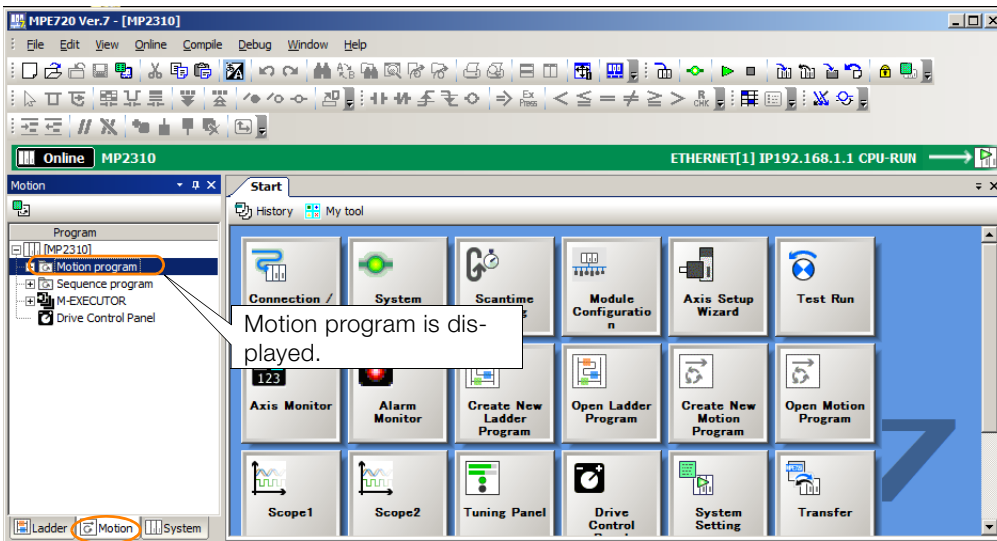 MPE720 Ver.7 - [MP2310]
File Edit View Online Compile Debug Window Help
Ex
Press
R
CHK
Online MP2310 ETHERNET[1] IP192.168.1.1 CPU-RUN
Motion
Start
History My tool
Program
[MP2310]
Motion program
Sequence program
M-EXECUTOR
Drive Control Panel
Connection /
System
Scantime
Module
Configuratio
n
Axis Setup
Wizard
Test Run
Motion program is dis-
played.
123
Axis Monitor
Alarm
Monitor
Create New
Ladder
Program
Open Ladder
Program
Create New
Motion
Program
Open Motion
Program
7
Scope1
Scope2
Tuning Panel
Drive
Control
System
Setting
Transfer
Ladder Motion System